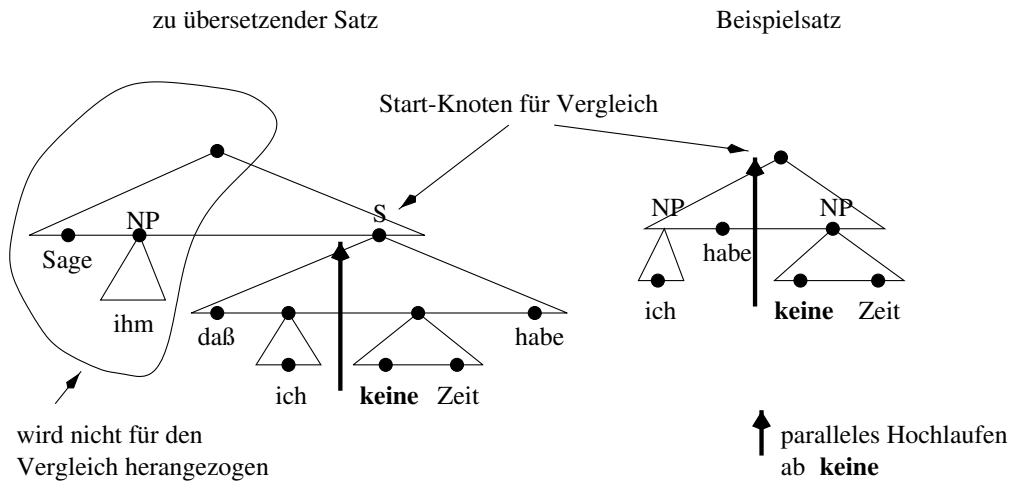 zu übersetzender Satz
Beispielsatz
Start-Knoten für Vergleich
NP
S
Sage
ihm
daß
habe
ich
keine Zeit
NP
NP
habe
ich
keine
Zeit
wird nicht für den
Vergleich herangezogen
paralleles Hochlaufen
ab keine